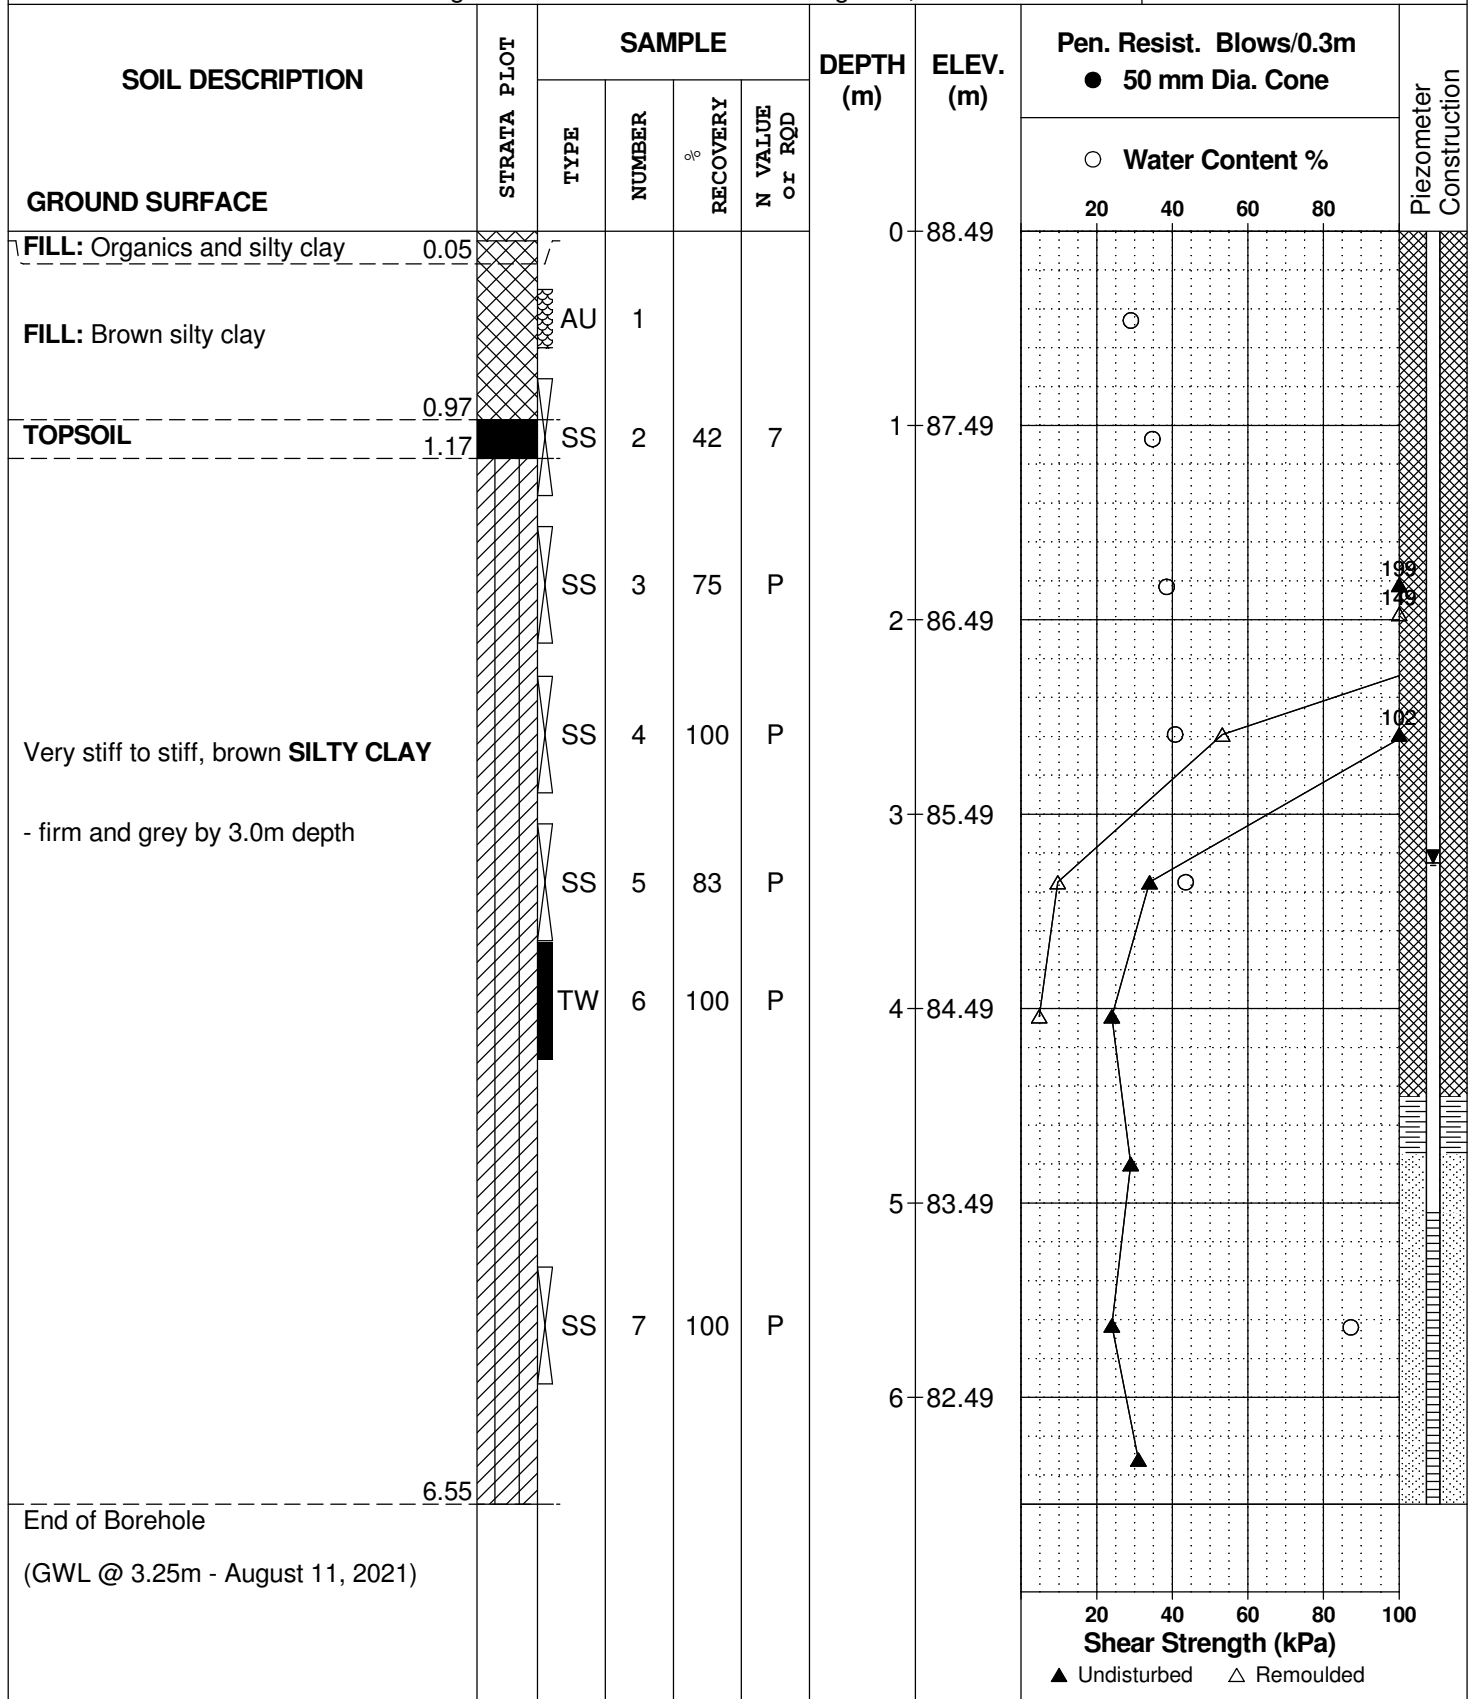 SOIL DESCRIPTION
GROUND SURFACE
STRATA PLOT
SAMPLE
TYPE
NUMBER
% RECOVERY
N VALUE or RQD
DEPTH (m)
ELEV. (m)
Pen. Resist. Blows/0.3m
● 50 mm Dia. Cone
○ Water Content %
20 40 60 80
Piezometer Construction
0 88.49
FILL: Organics and silty clay 0.05
AU 1
FILL: Brown silty clay
0.97
TOPSOIL
1.17
SS 2 42 7
1 87.49
SS 3 75 P
199
149
2 86.49
102
SS 4 100 P
Very stiff to stiff, brown SILTY CLAY
3 85.49
- firm and grey by 3.0m depth
SS 5 83 P
TW 6 100 P
4 84.49
5 83.49
SS 7 100 P
6 82.49
6.55
End of Borehole
(GWL @ 3.25m - August 11, 2021)
20 40 60 80 100
Shear Strength (kPa)
▲ Undisturbed △ Remoulded